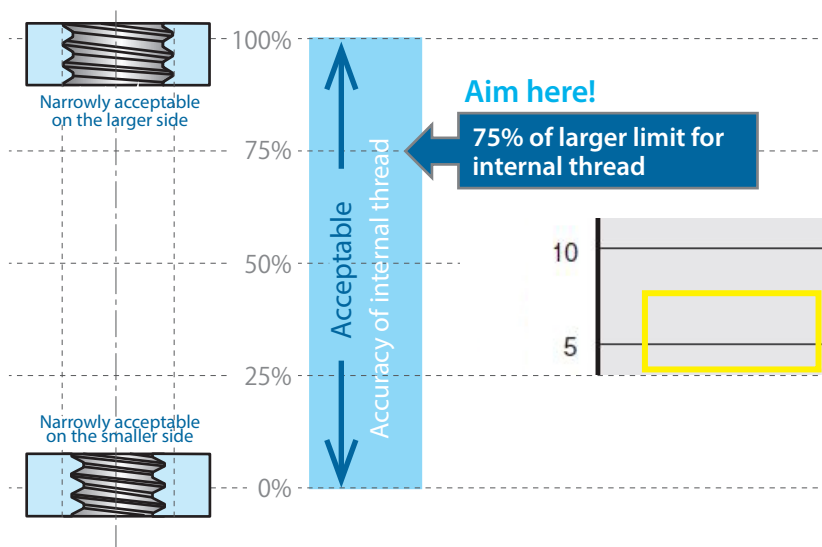 100%
Narrowly acceptable
on the larger side
Aim here!
75% of larger limit for
internal thread
75%
Acceptable
Accuracy of internal thread
50%
10
5
25%
Narrowly acceptable
on the smaller side
0%